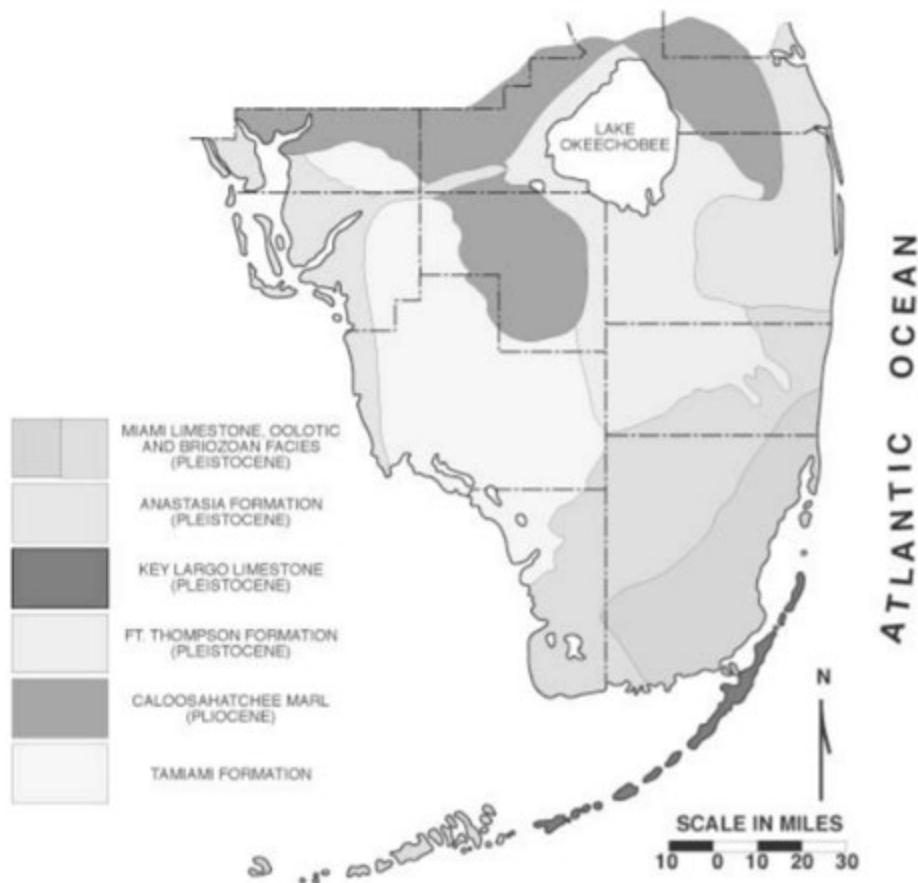 LAKE
OKEECHOBEE
ATLANTIC OCEAN
MIAMI LIMESTONE, OOLOTIC
AND BRIOZOAN FACIES
(PLEISTOCENE)
ANASTASIA FORMATION
(PLEISTOCENE)
KEY LARGO LIMESTONE
(PLEISTOCENE)
FT. THOMPSON FORMATION
(PLEISTOCENE)
CALOOSAHATCHEE MARL
(PLIOCENE)
TAMIAMI FORMATION
N
SCALE IN MILES
10 0 10 20 30